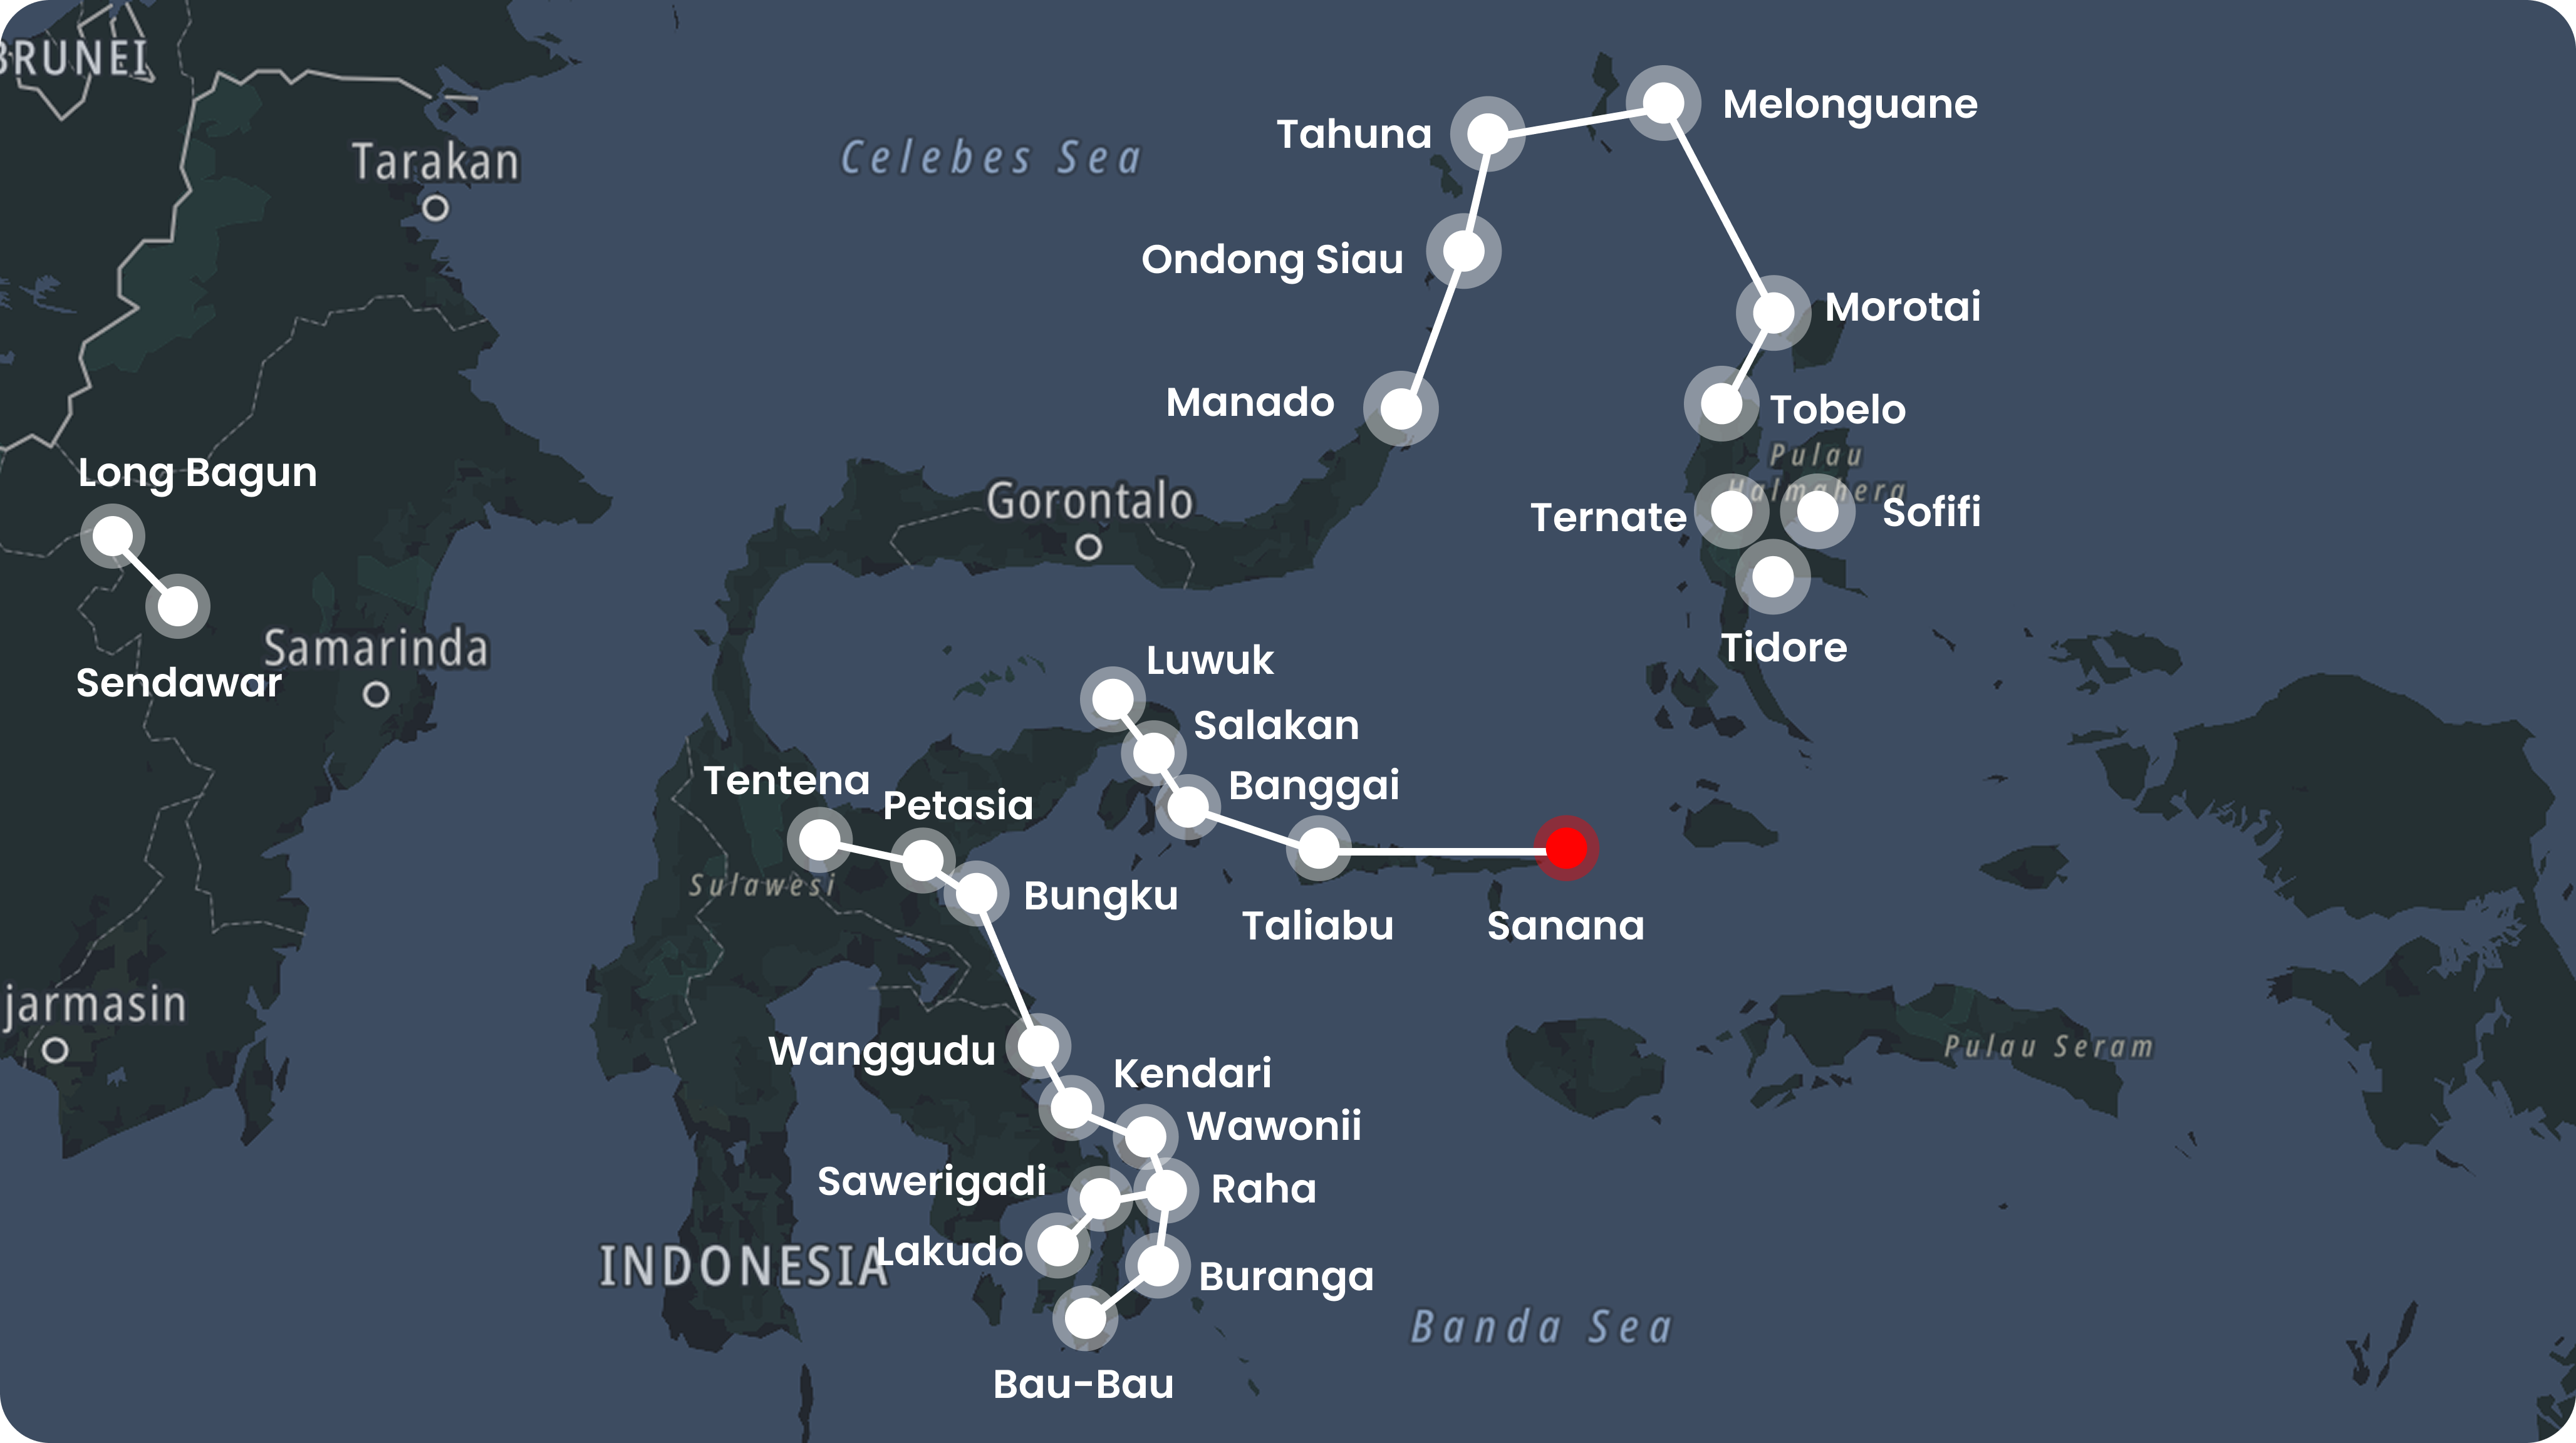 BRUNEI
Tarakan
Celebes Sea
Tahuna
Melonguane
Ondong Siau
Morotai
Manado
Tobelo
Pulau
Halmahera
Long Bagun
Gorontalo
Ternate
Sofifi
Sendawar
Samarinda
Tidore
Luwuk
Salakan
Tentena
Petasia
Banggai
Sulawesi
Bungku
Taliabu
Sanana
jarmasin
Wanggudu
Kendari
Pulau Seram
Wawonii
Sawerigadi
Raha
INDONESIA
Lakudo
Buranga
Banda Sea
Bau-Bau